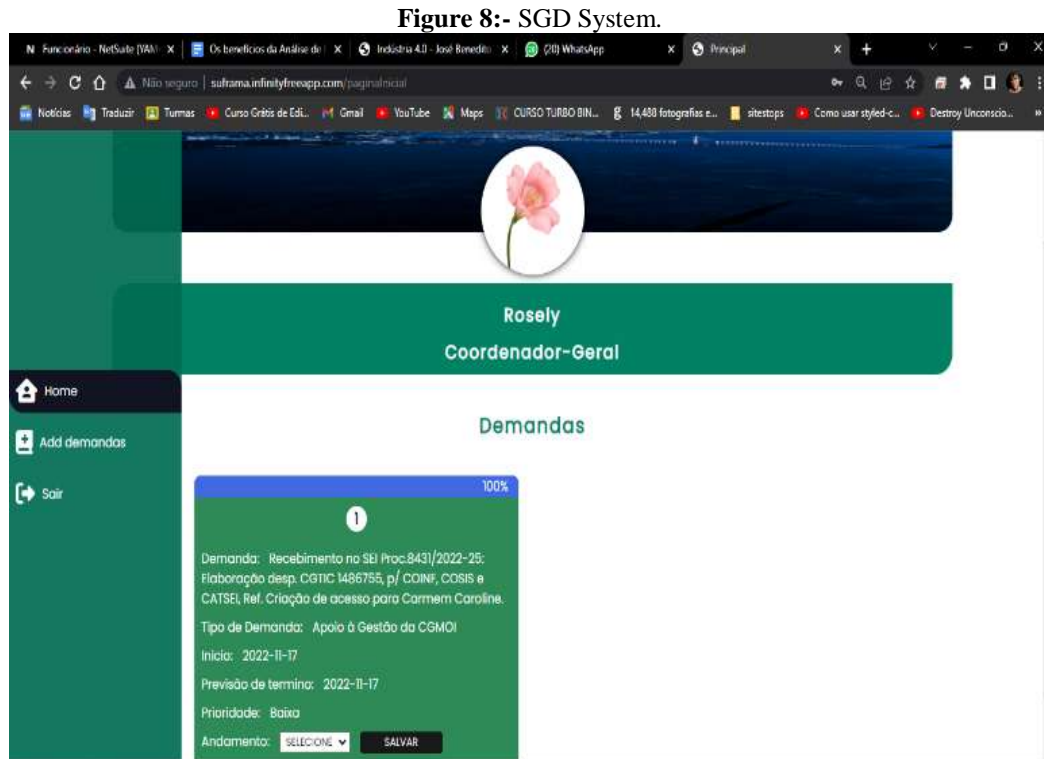 Figure 8:- SGD System.
Funcionário - NetSuite (YAM
Os benefícios da Análise de
Indústria 4.0 - José Benedito
(20) WhatsApp
Principal
Não seguro | suframa.infinityfreeapp.com/paginaInicial
Notícias
Traduzir
Turmas
Curso Grátis de Edi...
Gmail
YouTube
Maps
CURSO TURBO BIN...
14,488 fotografias e...
sitestops
Como usar styled-c...
Destroy Unconscio...
Rosely
Coordenador-Geral
Home
Add demandas
Sair
Demandas
100%
1
Demanda: Recebimento no SEI Proc.8431/2022-25:
Elaboração desp. CGTIC 1486755, p/ COINF, COSIS e
CATSEI, Ref. Criação de acesso para Carmem Caroline.
Tipo de Demanda: Apoio à Gestão da CGMOI
Inicio: 2022-11-17
Previsão de termino: 2022-11-17
Prioridade: Baixa
Andamento: SELECIONE SALVAR